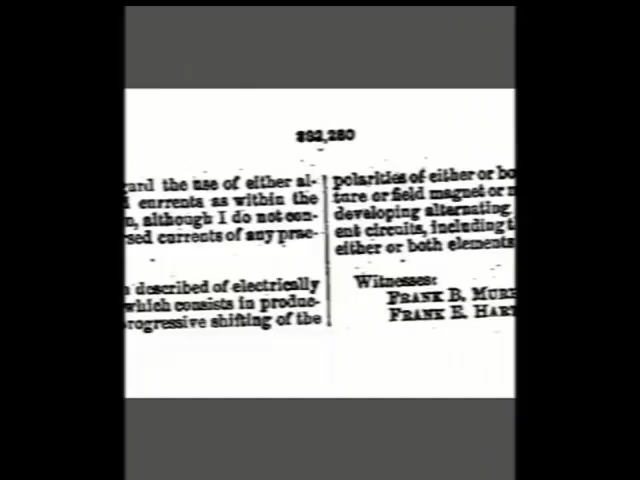 382,280
gard the use of either al-
d currents as within the
n, although I do not con-
sed currents of any prac-
described of electrically
which consists in produc-
rogressive shifting of the
polarities of either or bo
ture or field magnet or
developing alternating
ent circuits, including t
either or both elements
Witnesses:
FRANK B. MUR
FRANK E. HART